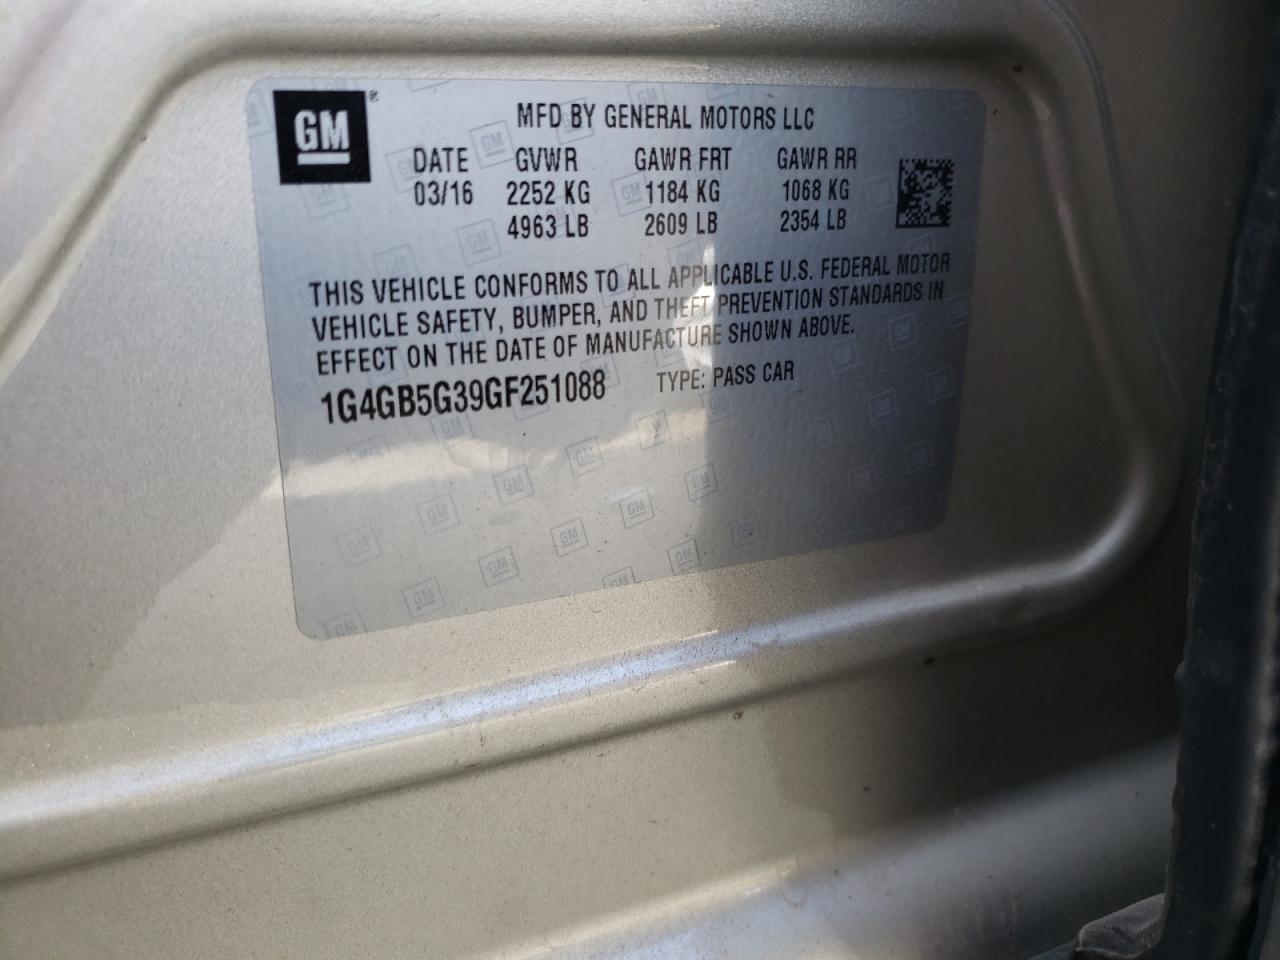 GM ®
MFD BY GENERAL MOTORS LLC
DATE GVWR GAWR FRT GAWR RR
03/16 2252 KG 1184 KG 1068 KG
4963 LB 2609 LB 2354 LB
THIS VEHICLE CONFORMS TO ALL APPLICABLE U.S. FEDERAL MOTOR
VEHICLE SAFETY, BUMPER, AND THEFT PREVENTION STANDARDS IN
EFFECT ON THE DATE OF MANUFACTURE SHOWN ABOVE.
1G4GB5G39GF251088 TYPE: PASS CAR